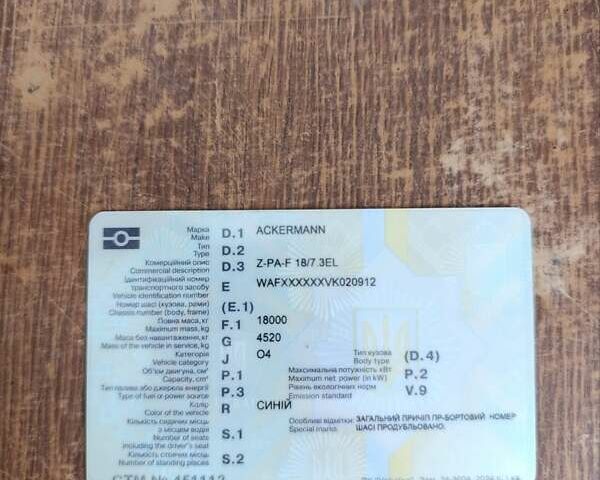 Марка
Make D.1 ACKERMANN
Тип
Type D.2
Комерційний опис
Commercial description D.3 Z-PA-F 18/7.3EL
Ідентифікаційний номер
транспортного засобу E WAFXXXXXXVK020912
Vehicle identification number
Номер шасі (кузова, рами) (E.1)
Chassis number (body, frame)
Повна маса, кг F.1 18000
Maximum mass, kg
Маса без навантаження, кг G 4520
Mass of the vehicle in service, kg
Категорія J О4
Vehicle category
Тип кузова (D.4)
Body type
Об'єм двигуна, см³ P.1
Capacity, cm³
Максимальна потужність кВт P.2
Maximum net power (in kW)
Тип палива або джерела енергії P.3
Type of fuel or power source
Рівень екологічних норм V.9
Emission standard
Колір R СИНІЙ
Color of the vehicle
Особливі відмітки ЗАГАЛЬНИЙ ПРИЧІП ПР-БОРТОВИЙ НОМЕР
Special marks ШАСІ ПРОДУБЛЬОВАНО.
Кількість сидячих місць
з місцем водія S.1
Number of seats
including the driver's seat
Кількість стоячих місць S.2
Number of standing places